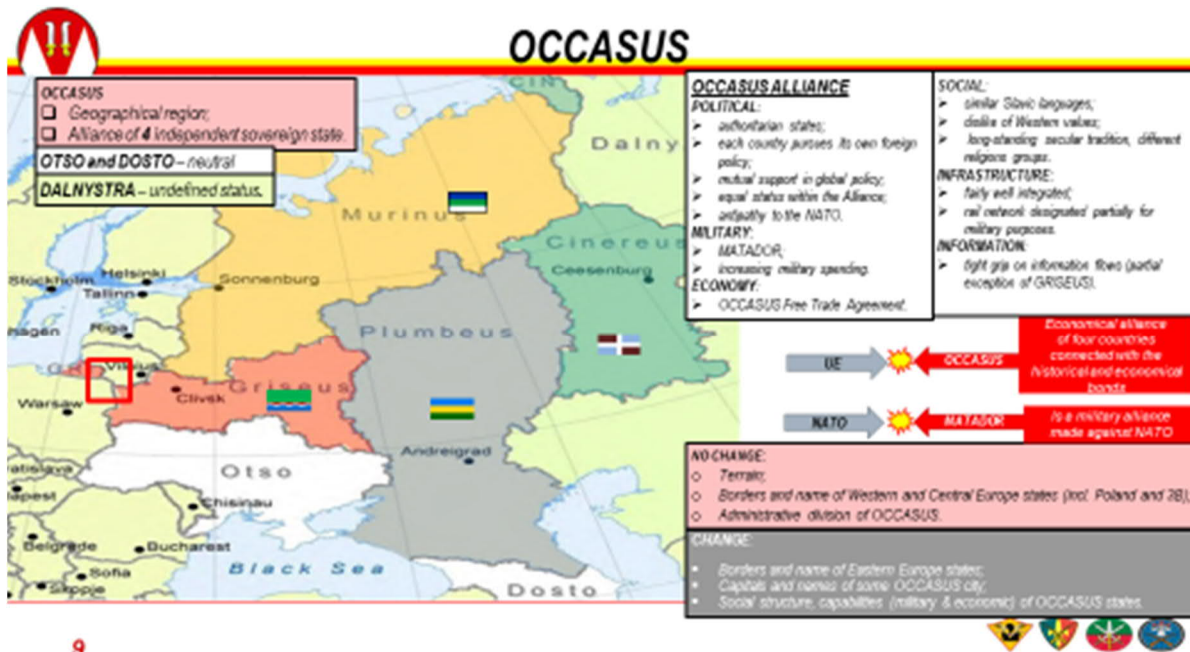 OCCASUS
OCCASUS
Geographical region;
Alliance of 4 independent sovereign state.
OTSO and DOSTO – neutral
DALNYSTRA – undefined status.
OCCASUS ALLIANCE
POLITICAL:
authoritarian states;
each country pursues its own foreign
policy;
mutual support in global policy;
equal status within the Alliance;
antipathy to the NATO.
MILITARY:
MATADOR;
increasing military spending.
ECONOMY:
OCCASUS Free Trade Agreement.
SOCIAL:
similar Slavic languages;
dislike of Western values;
long-standing secular tradition, different
religions groups.
INFRASTRUCTURE:
fairly well integrated;
rail network designated partially for
military purposes.
INFORMATION:
tight grip on information flows (partial
exception of GRISEUS).
CIN
Dalny
Murinus
Cinereus
Ceesenburg
Sonnenburg
Stockholm
Helsinki
Tallinn
hagen
Riga
Plumbeus
Vilnius
Griseus
Clivsk
Warsaw
Andreigrad
Otso
atislava
apest
Chisinau
Belgrade
Bucharest
Sofia
Skopje
Black Sea
Dosto
UE
OCCASUS
Economical alliance
of four countries
connected with the
historical and economical
bonds
NATO
MATADOR
Is a military alliance
made against NATO
NO CHANGE:
Terrain;
Borders and name of Western and Central Europe states (incl. Poland and 3B);
Administrative division of OCCASUS.
CHANGE:
Borders and name of Eastern Europe states;
Capitals and names of some OCCASUS city;
Social structure, capabilities (military & economic) of OCCASUS states.
9